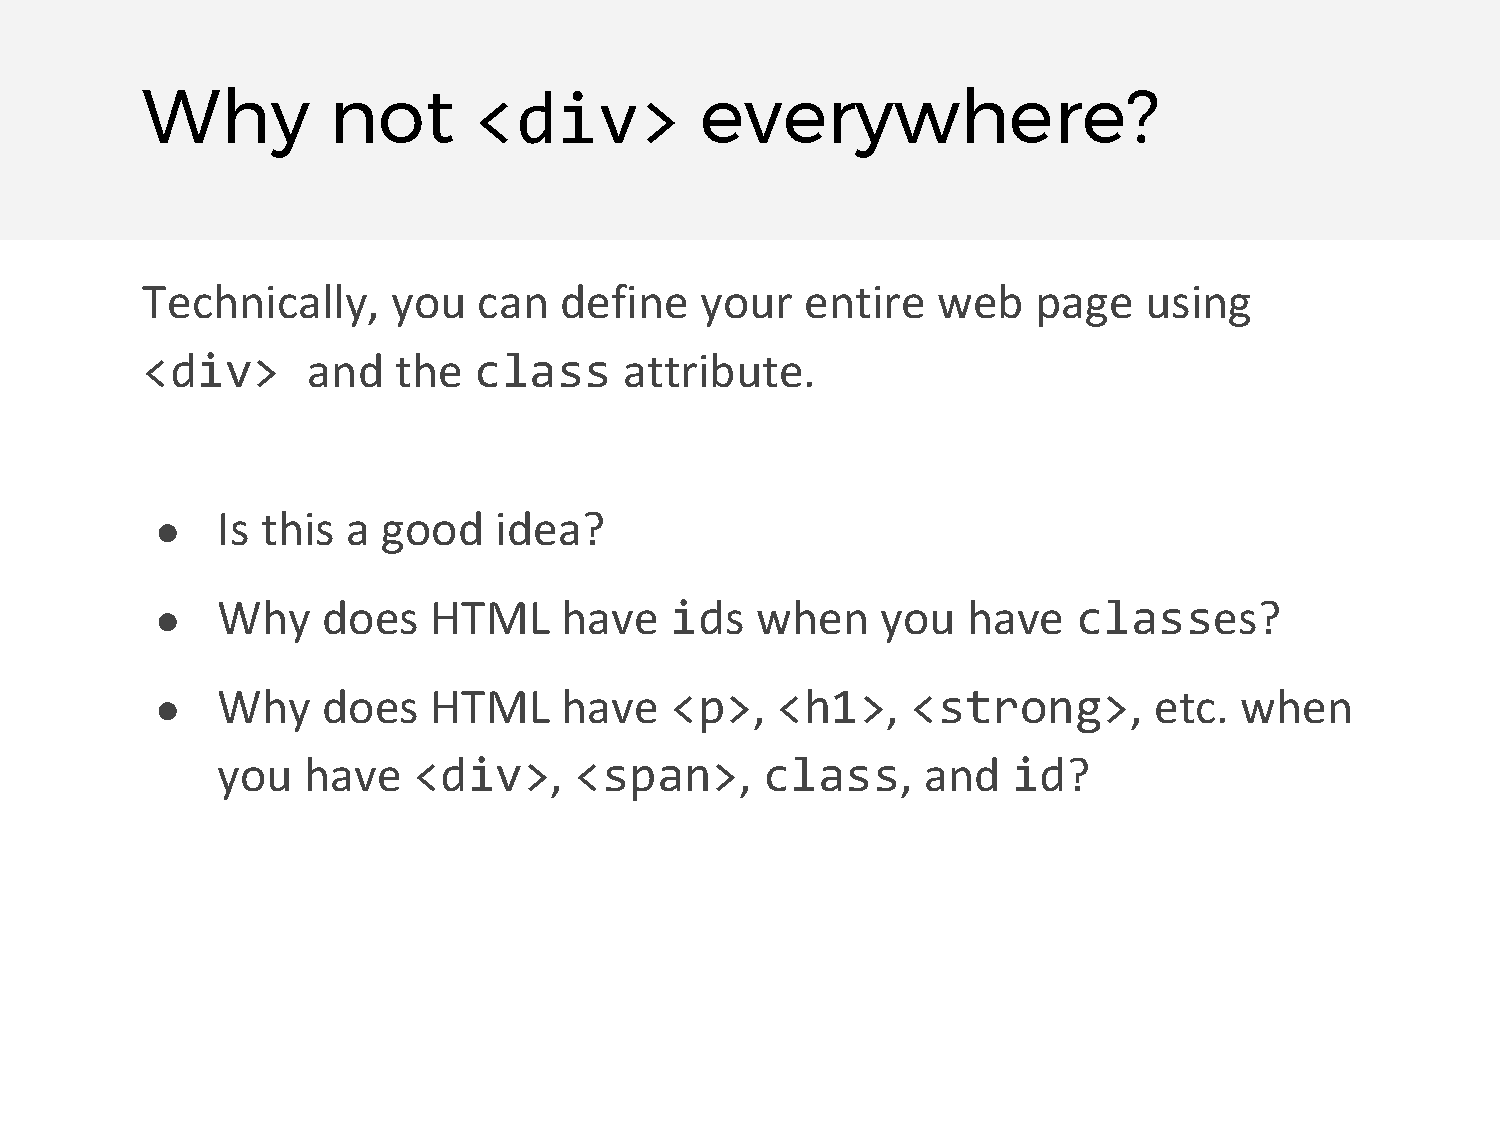 Why not <div> everywhere?
Technically, you can define your entire web page using
<div> and the class attribute.
● Is this a good idea?
● Why does HTML have ids when you have classes?
● Why does HTML have <p>, <h1>, <strong>, etc. when
you have <div>, <span>, class, and id?